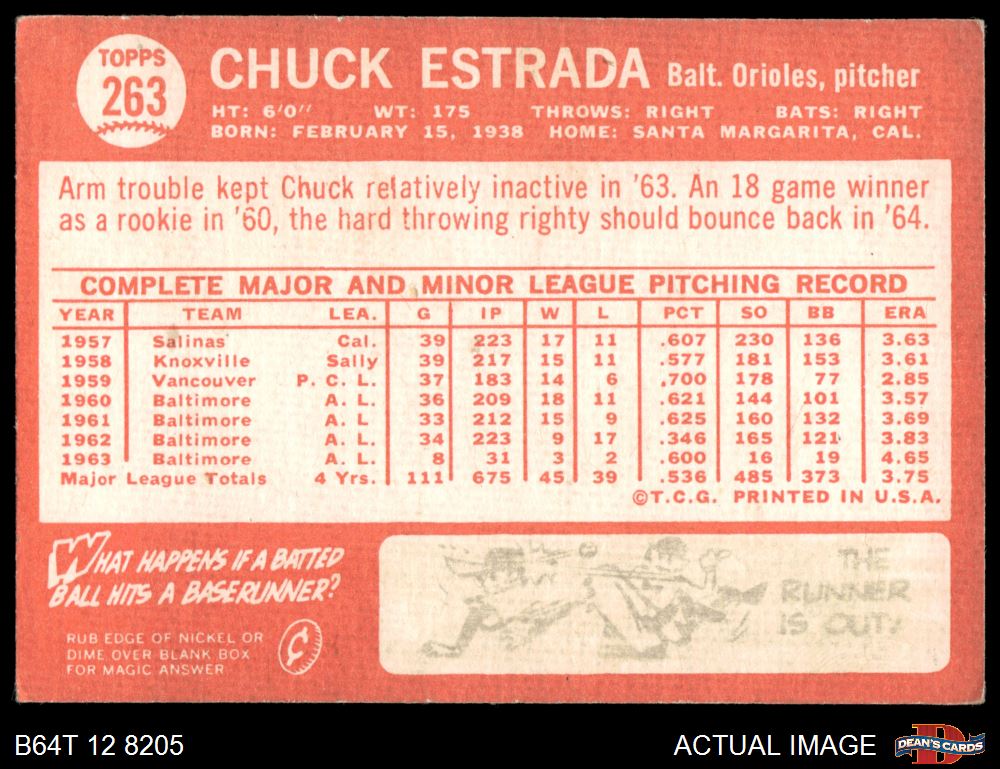 TOPPS
263
CHUCK ESTRADA Balt. Orioles, pitcher
HT: 6'0" WT: 175 THROWS: RIGHT BATS: RIGHT
BORN: FEBRUARY 15, 1938 HOME: SANTA MARGARITA, CAL.
Arm trouble kept Chuck relatively inactive in '63. An 18 game winner
as a rookie in '60, the hard throwing righty should bounce back in '64.
COMPLETE MAJOR AND MINOR LEAGUE PITCHING RECORD
YEAR TEAM LEA. G IP W L PCT SO BB ERA
1957 Salinas Cal. 39 223 17 11 .607 230 136 3.63
1958 Knoxville Sally 39 217 15 11 .577 181 153 3.61
1959 Vancouver P. C. L. 37 183 14 6 .700 178 77 2.85
1960 Baltimore A. L. 36 209 18 11 .621 144 101 3.57
1961 Baltimore A. L 33 212 15 9 .625 160 132 3.69
1962 Baltimore A. L. 34 223 9 17 .346 165 121 3.83
1963 Baltimore A. L. 8 31 3 2 .600 16 19 4.65
Major League Totals 4 Yrs. 111 675 45 39 .536 485 373 3.75
©T.C.G. PRINTED IN U.S.A.
WHAT HAPPENS IF A BATTED
BALL HITS A BASERUNNER?
RUB EDGE OF NICKEL OR
DIME OVER BLANK BOX
FOR MAGIC ANSWER
¢
THE
RUNNER
IS OUT!
B64T 12 8205
ACTUAL IMAGE
D
DEAN'S CARDS